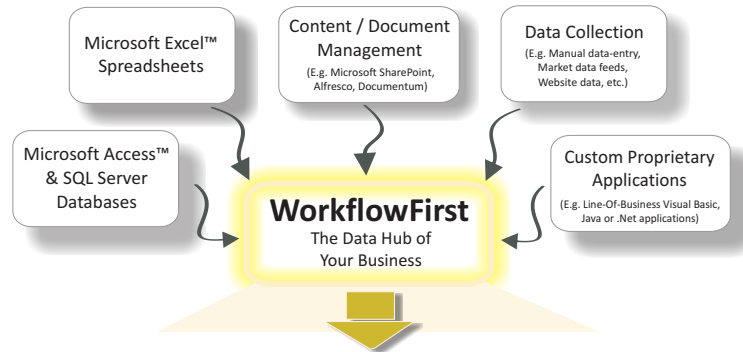 Microsoft Excel™
Spreadsheets
Content / Document
Management
(E.g. Microsoft SharePoint,
Alfresco, Documentum)
Data Collection
(E.g. Manual data-entry,
Market data feeds,
Website data, etc.)
Microsoft Access™
& SQL Server
Databases
WorkflowFirst
The Data Hub of
Your Business
Custom Proprietary
Applications
(E.g. Line-Of-Business Visual Basic,
Java or .Net applications)